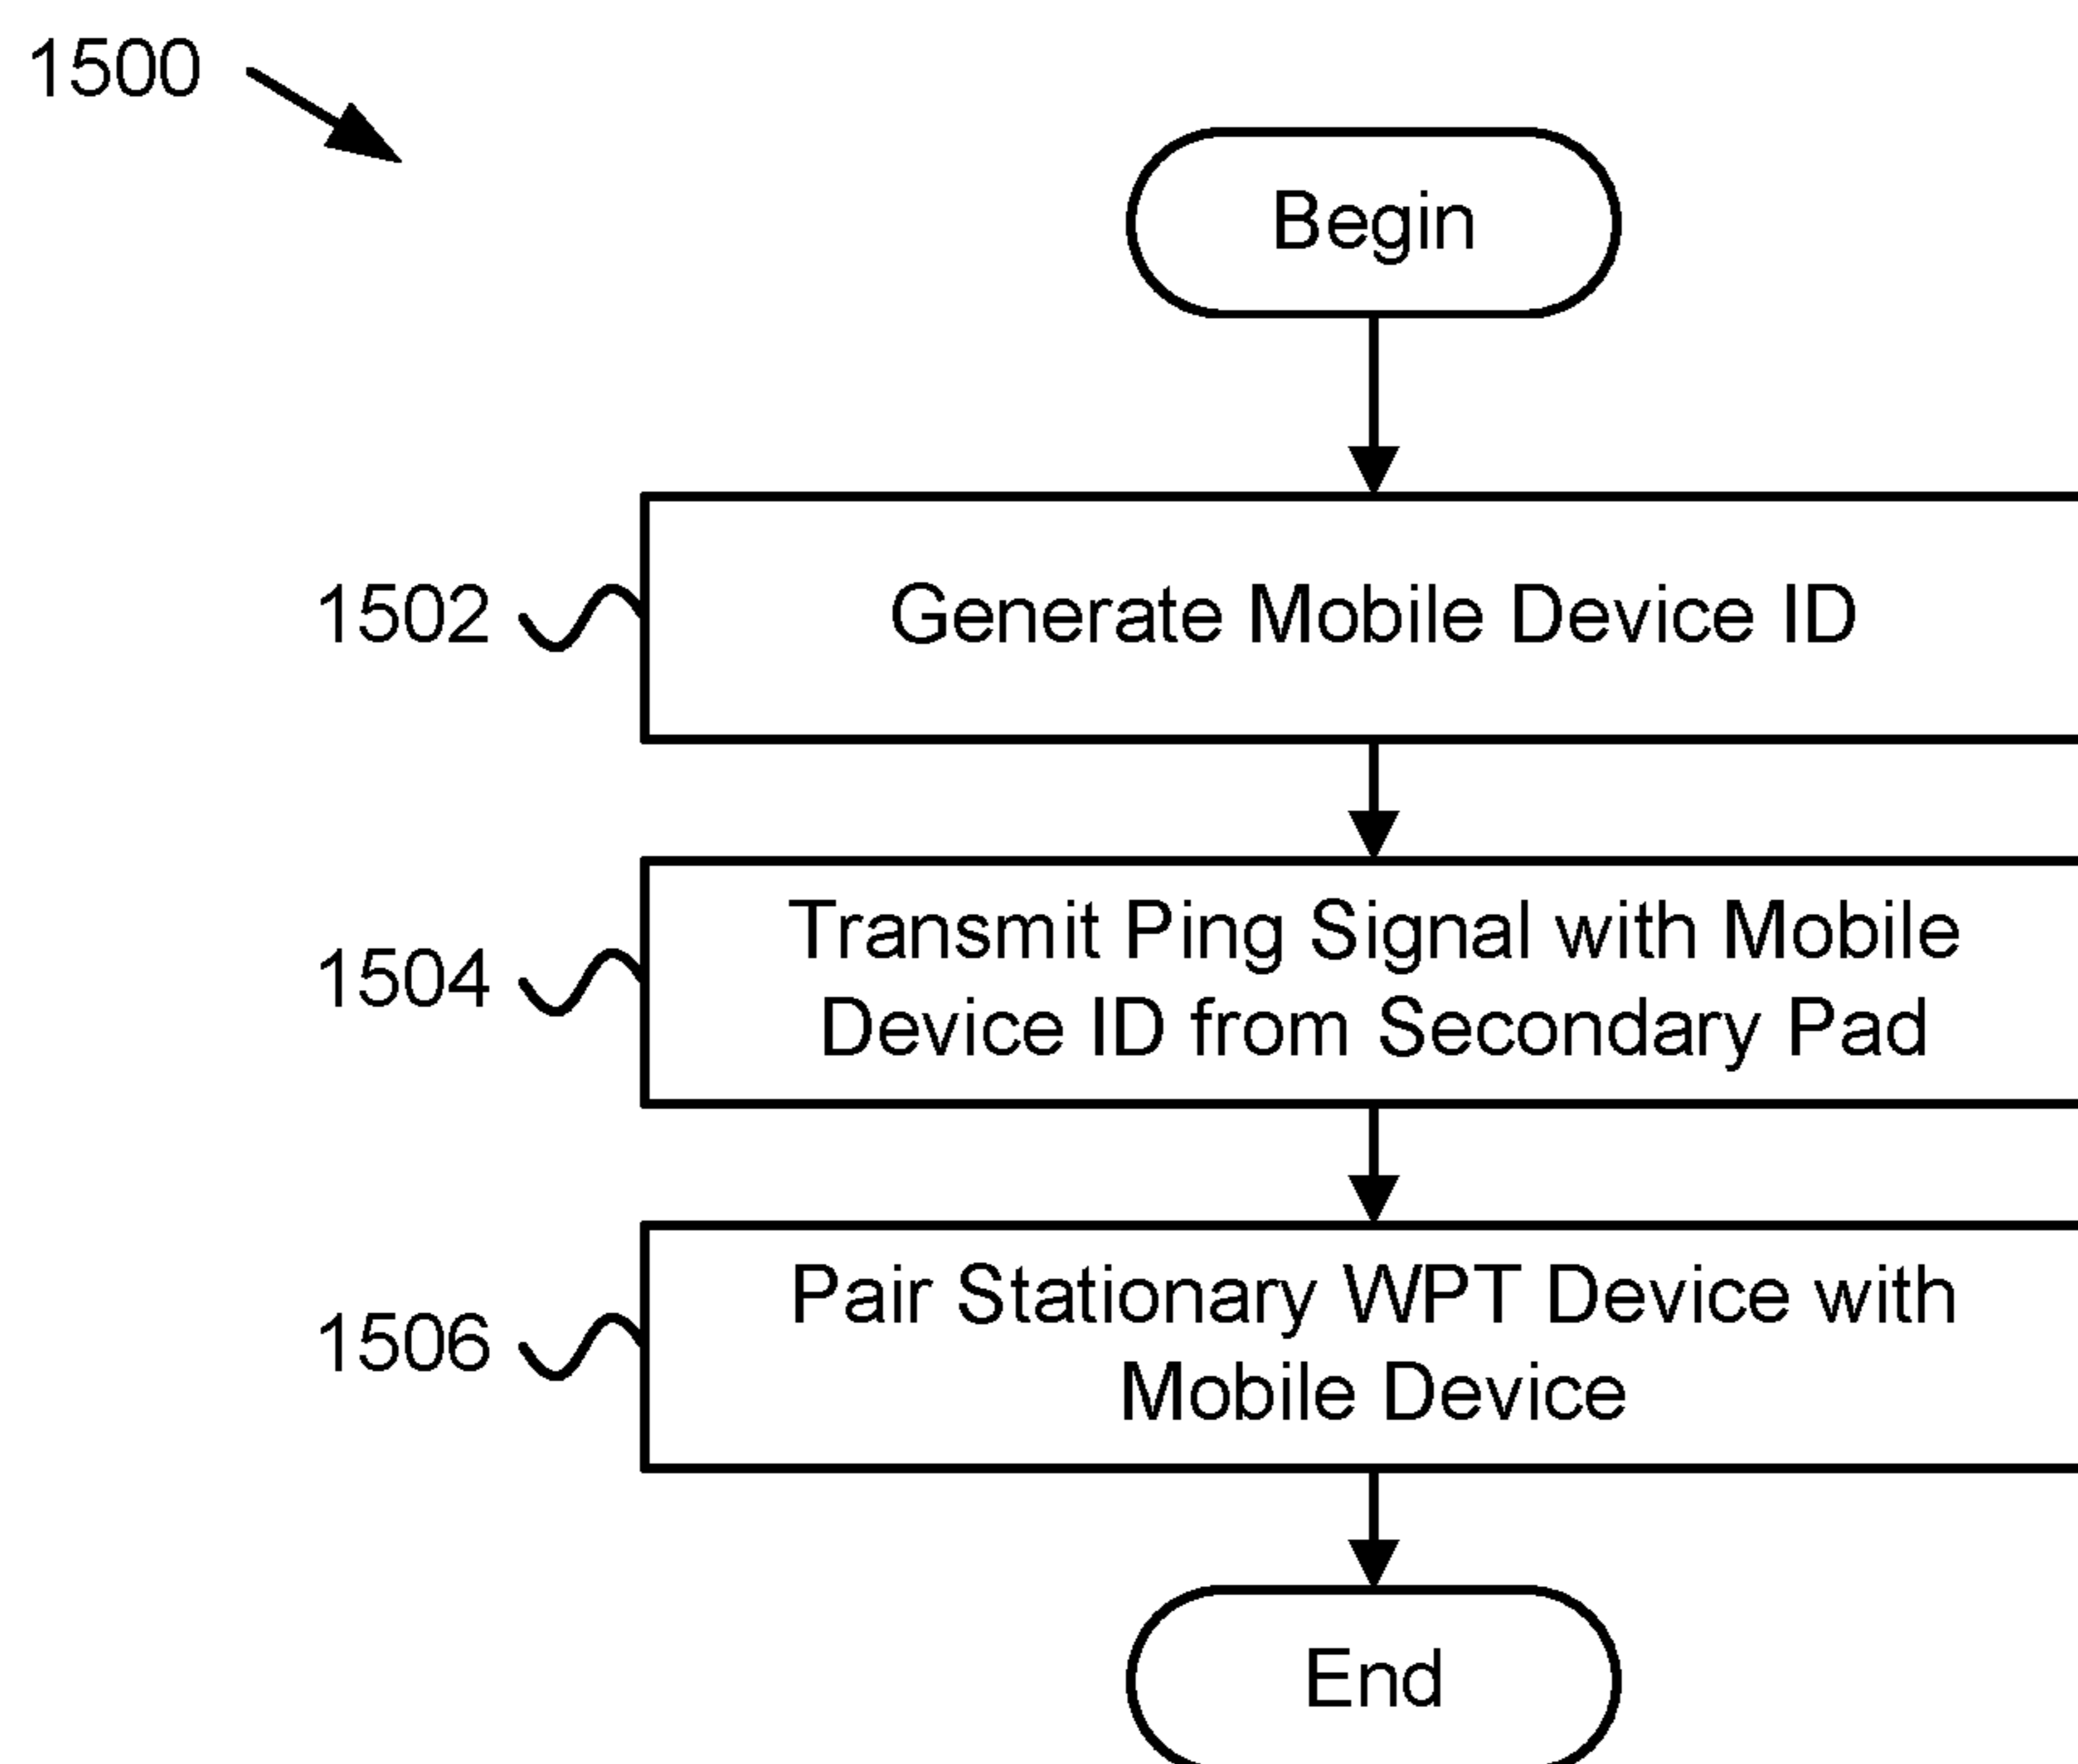 1500
Begin
1502
Generate Mobile Device ID
1504
Transmit Ping Signal with Mobile
Device ID from Secondary Pad
1506
Pair Stationary WPT Device with
Mobile Device
End